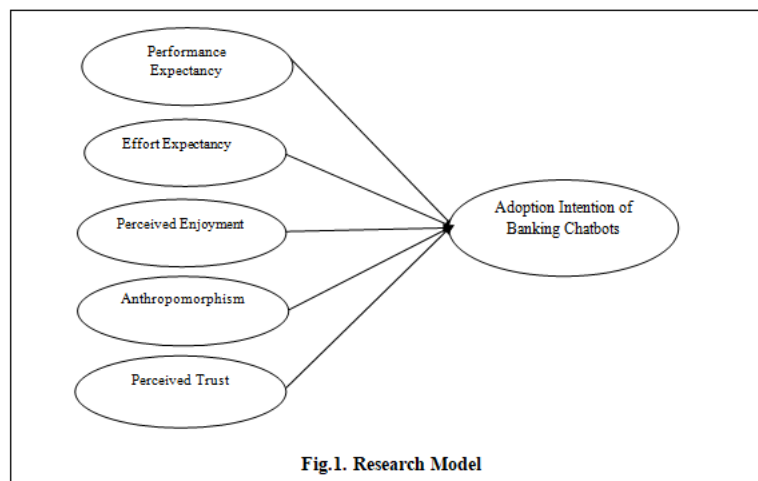 Performance
Expectancy
Effort Expectancy
Perceived Enjoyment
Anthropomorphism
Perceived Trust
Adoption Intention of
Banking Chatbots
Fig.1. Research Model